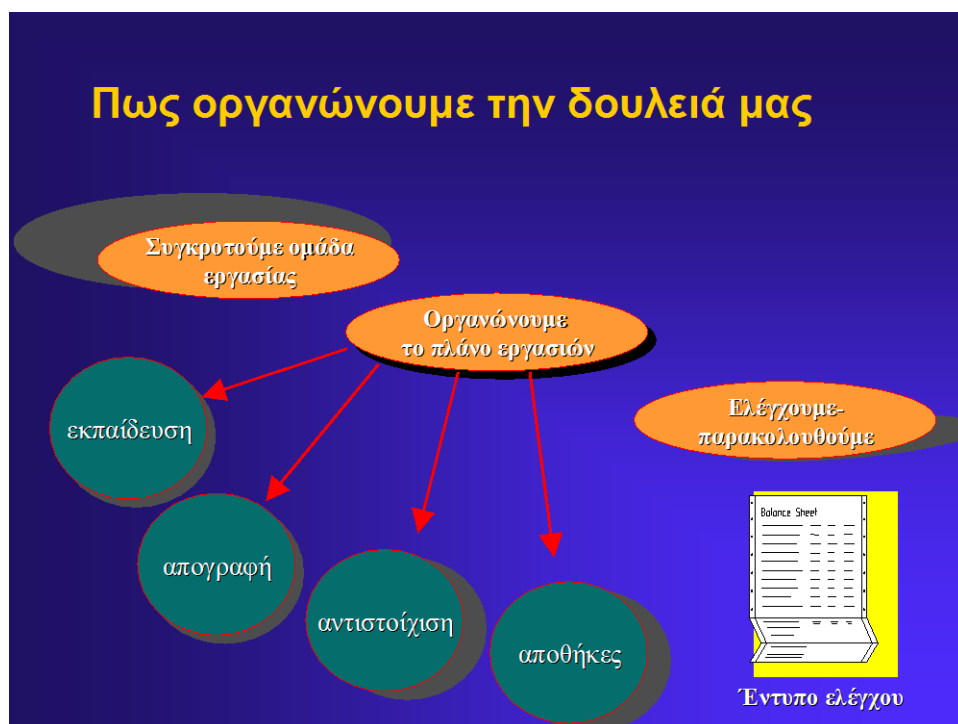 Πως οργανώνουμε την δουλειά μας
Συγκροτούμε ομάδα
εργασίας
Οργανώνουμε
το πλάνο εργασιών
Ελέγχουμε-
παρακολουθούμε
εκπαίδευση
απογραφή
αντιστοίχιση
αποθήκες
Balance Sheet
Έντυπο ελέγχου